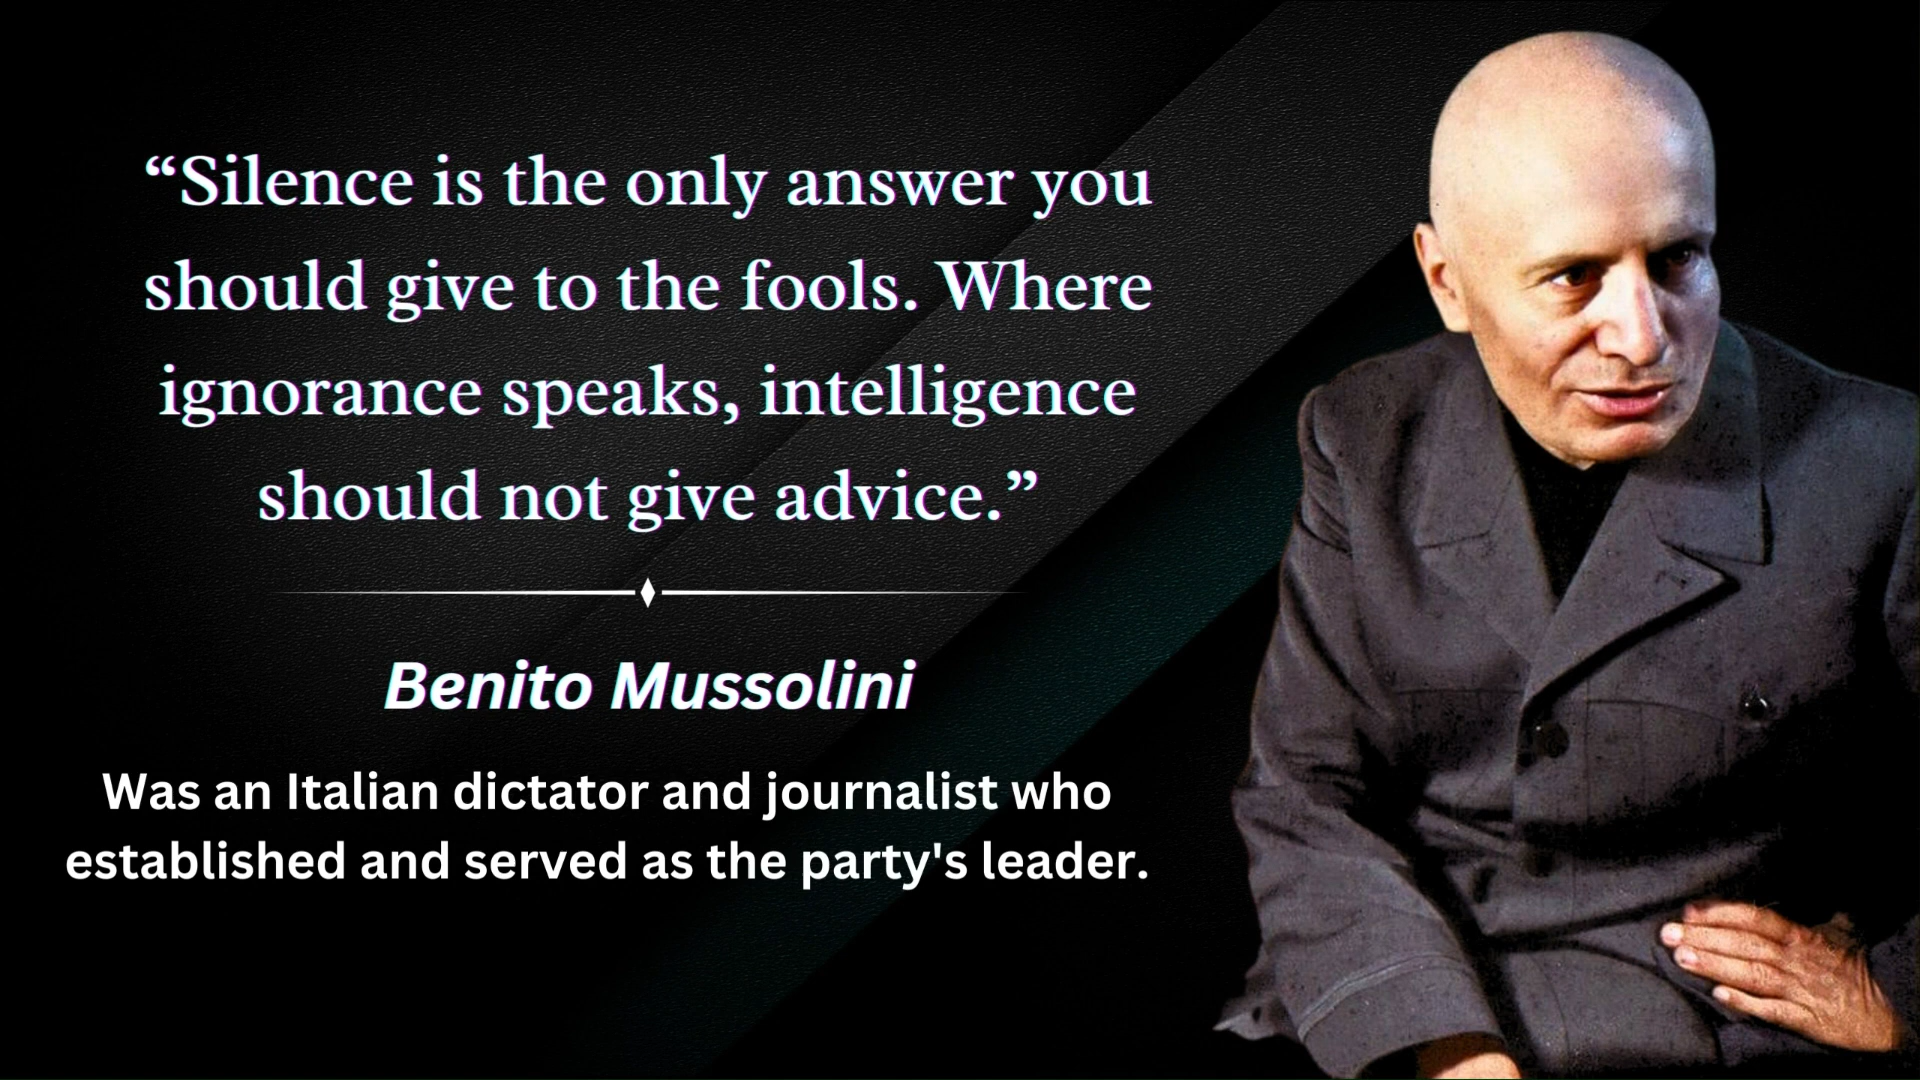 “Silence is the only answer you
should give to the fools. Where
ignorance speaks, intelligence
should not give advice.”
Benito Mussolini
Was an Italian dictator and journalist who
established and served as the party's leader.